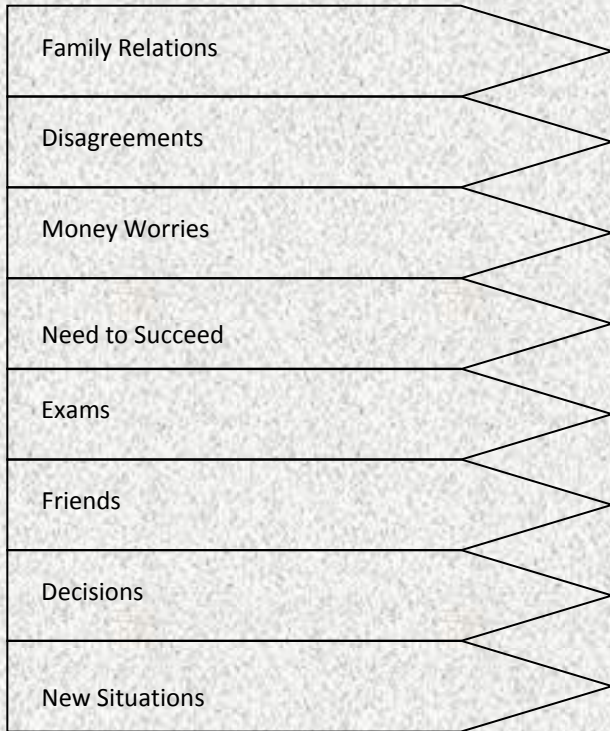 Family Relations
Disagreements
Money Worries
Need to Succeed
Exams
Friends
Decisions
New Situations